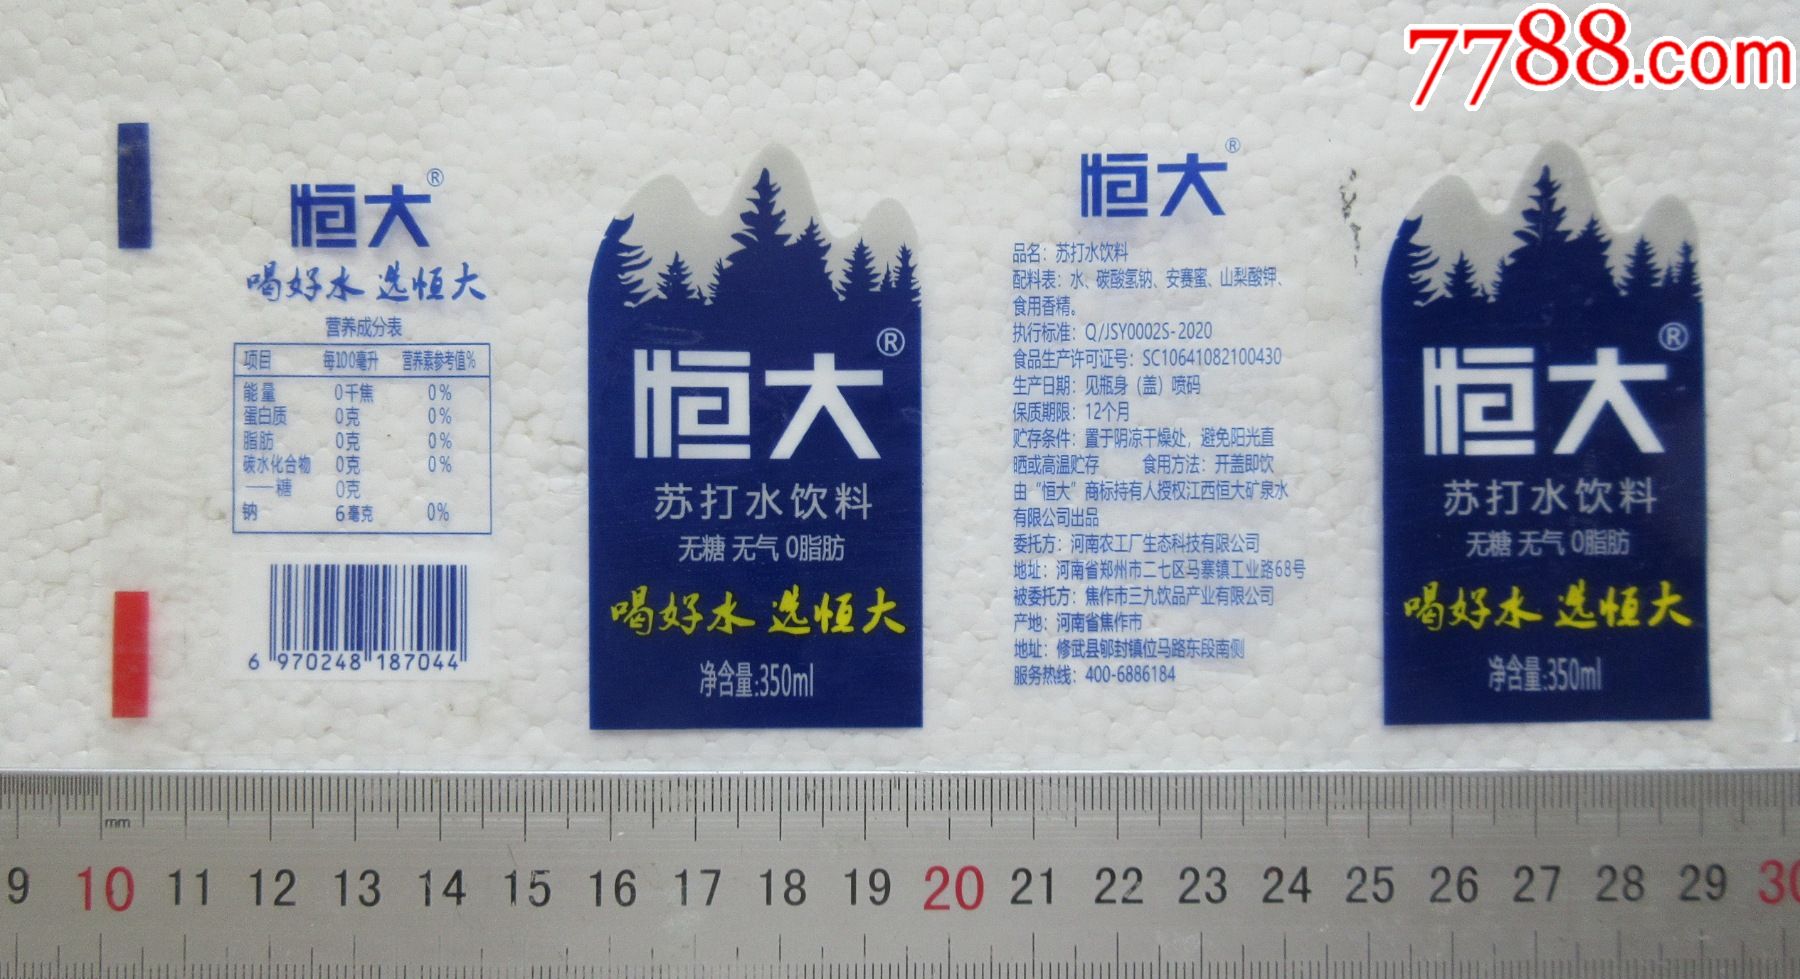 7788.com
恒大®
喝好水 选恒大
营养成分表
项目 每100毫升 营养素参考值%
能量 0千焦 0%
蛋白质 0克 0%
脂肪 0克 0%
碳水化合物 0克 0%
——糖 0克
钠 6毫克 0%
6 970248 187044
恒大®
苏打水饮料
无糖 无气 0脂肪
喝好水 选恒大
净含量:350ml
恒大®
品名：苏打水饮料
配料表：水、碳酸氢钠、安赛蜜、山梨酸钾、
食用香精。
执行标准：Q/JSY0002S-2020
食品生产许可证号：SC10641082100430
生产日期：见瓶身（盖）喷码
保质期限：12个月
贮存条件：置于阴凉干燥处，避免阳光直
晒或高温贮存 食用方法：开盖即饮
由“恒大”商标持有人授权江西恒大矿泉水
有限公司出品
委托方：河南农工厂生态科技有限公司
地址：河南省郑州市二七区马寨镇工业路68号
被委托方：焦作市三九饮品产业有限公司
产地：河南省焦作市
地址：修武县郇封镇位马路东段南侧
服务热线：400-6886184
恒大®
苏打水饮料
无糖 无气 0脂肪
喝好水 选恒大
净含量:350ml
mm
9 10 11 12 13 14 15 16 17 18 19 20 21 22 23 24 25 26 27 28 29 30